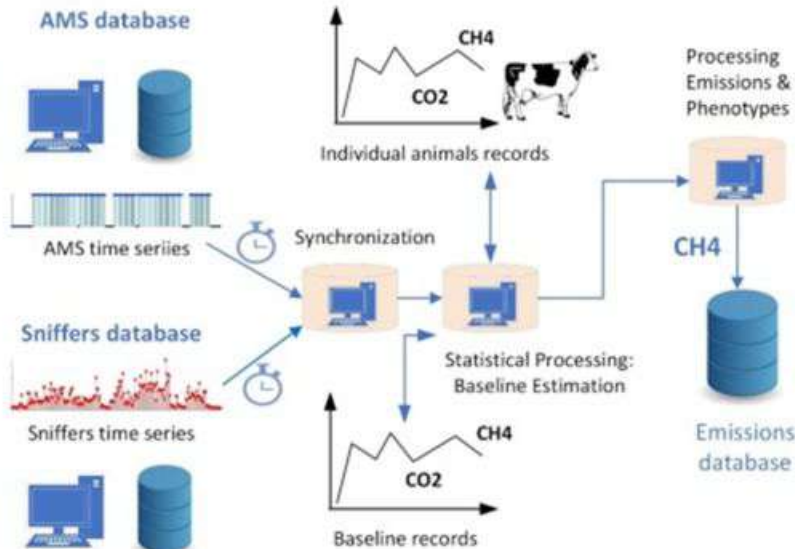 AMS database
CH4
CO2
Individual animals records
Processing
Emissions &
Phenotypes
AMS time seriies
Synchronization
CH4
Sniffers database
Statistical Processing:
Baseline Estimation
Sniffers time series
CH4
CO2
Baseline records
Emissions
database